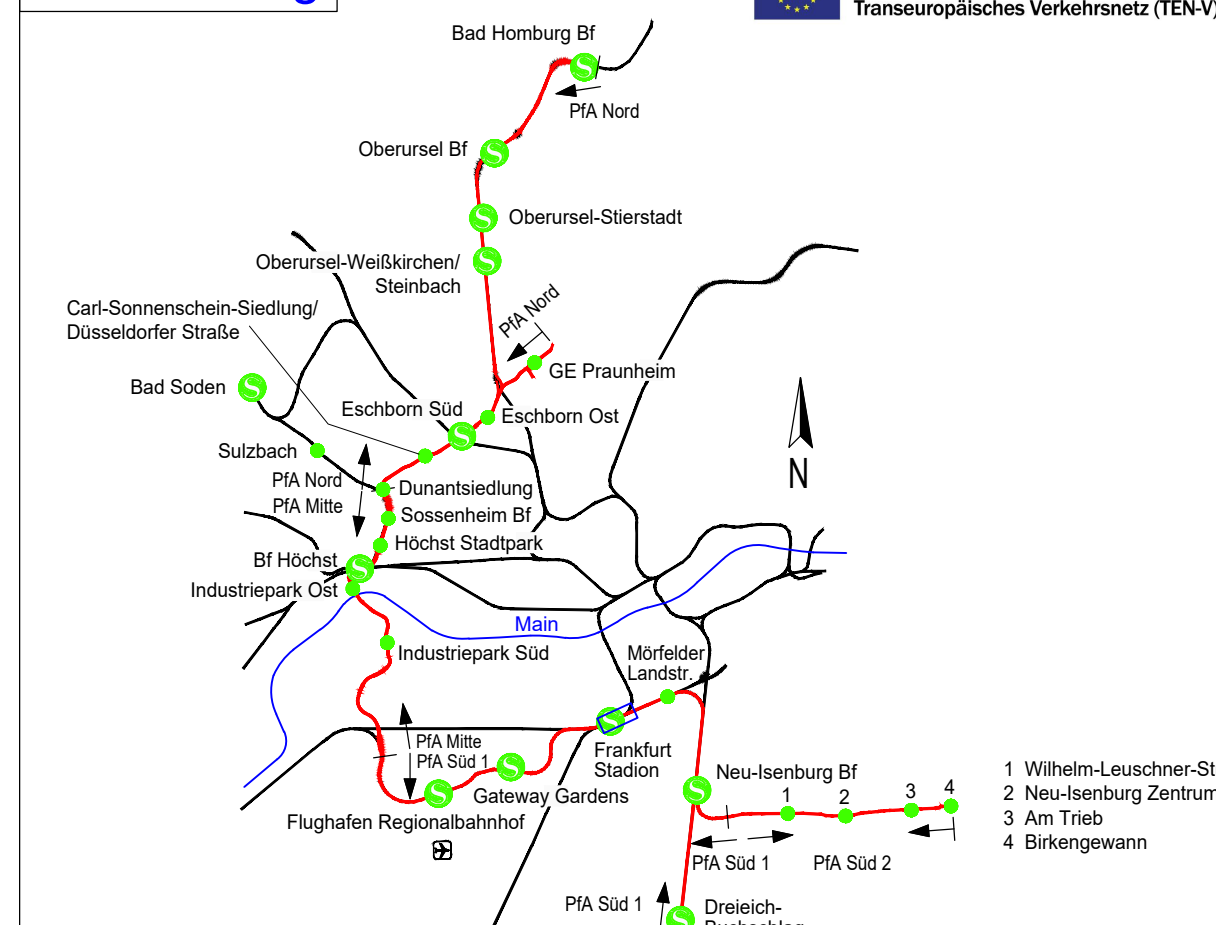 Transeuropäisches Verkehrsnetz (TEN-V)
Bad Homburg Bf
PfA Nord
Oberursel Bf
Oberursel-Stierstadt
Oberursel-Weißkirchen/
Steinbach
PfA Nord
Carl-Sonnenschein-Siedlung/
Düsseldorfer Straße
GE Praunheim
Bad Soden
Eschborn Süd
Eschborn Ost
Sulzbach
PfA Nord
PfA Mitte
Dunantsiedlung
Sossenheim Bf
Höchst Stadtpark
Bf Höchst
Industriepark Ost
N
Main
Industriepark Süd
Mörfelder
Landstr.
PfA Mitte
PfA Süd 1
Frankfurt
Stadion
Gateway Gardens
Flughafen Regionalbahnhof
Neu-Isenburg Bf
1
2
3
4
PfA Süd 1
PfA Süd 2
1 Wilhelm-Leuschner-St
2 Neu-Isenburg Zentrum
3 Am Trieb
4 Birkengewann
PfA Süd 1
Dreieich-